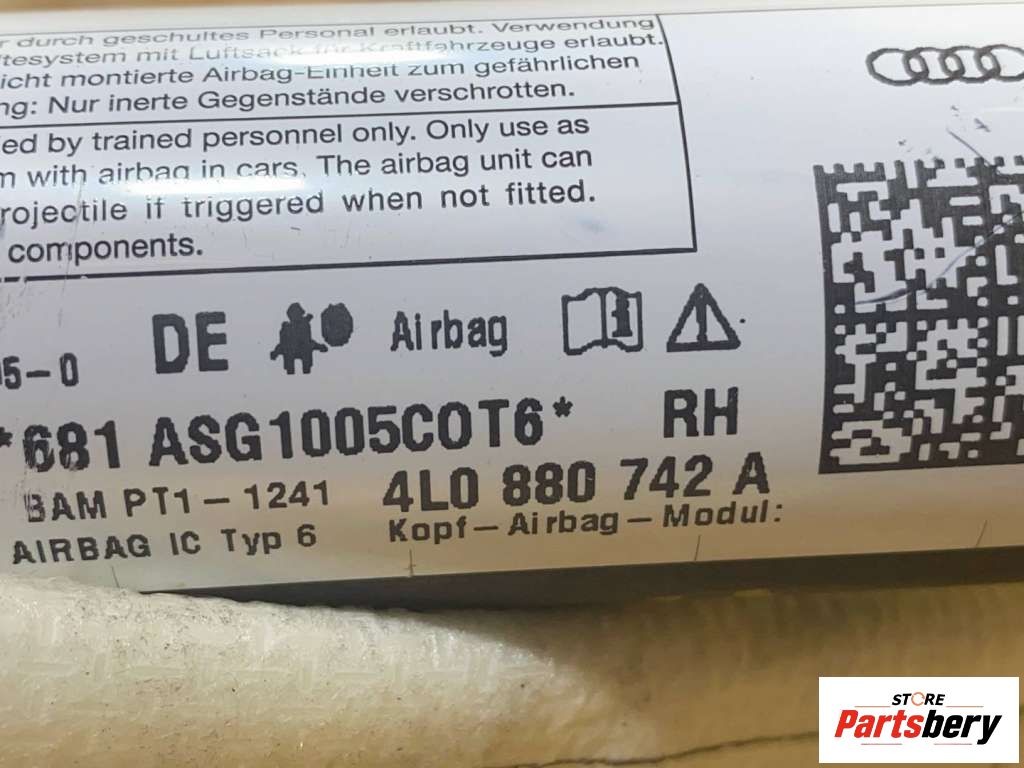 durch geschultes Personal erlaubt. Verwendung
tesystem mit Luftsack für Kraftfahrzeuge erlaubt.
icht montierte Airbag-Einheit zum gefährlichen
ng: Nur inerte Gegenstände verschrotten.
ed by trained personnel only. Only use as
m with airbag in cars. The airbag unit can
rojectile if triggered when not fitted.
components.
05-0 DE Airbag
*681 ASG1005COT6* RH
BAM PT1-1241 4L0 880 742 A
AIRBAG IC Typ 6 Kopf-Airbag-Modul:
STORE
Partsbery